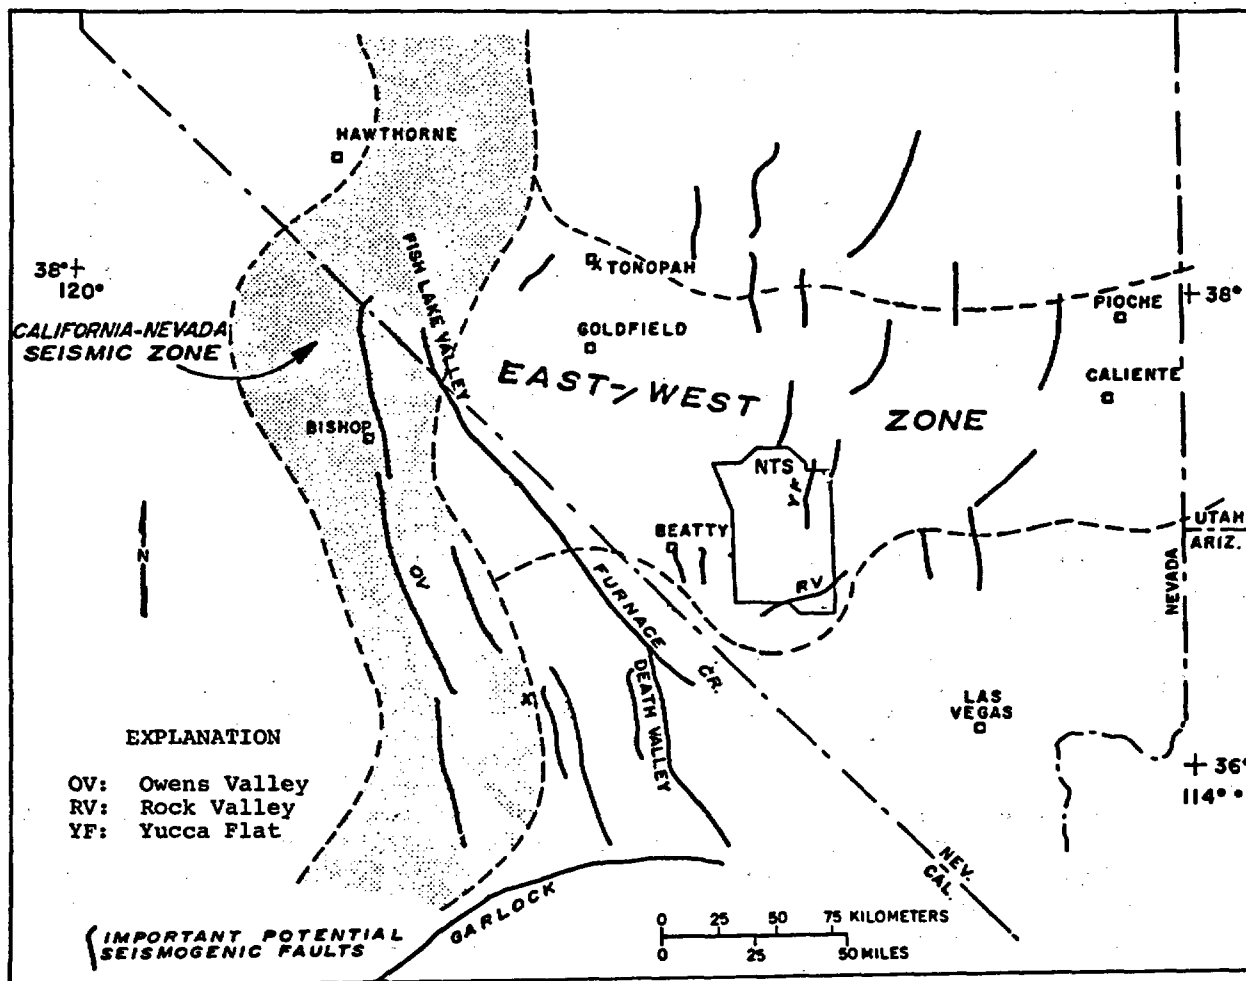 HAWTHORNE
38°+
120°
FISH LAKE VALLEY
TONOPAH
+38°
PIOCHE
CALIFORNIA-NEVADA
SEISMIC ZONE
GOLDFIELD
EAST-WEST ZONE
CALIENTE
BISHOP
NTS
YF
N
BEATTY
UTAH
ARIZ.
NEVADA
OV
RV
FURNACE CR.
DEATH VALLEY
LAS
VEGAS
+36°
114°
EXPLANATION
OV: Owens Valley
RV: Rock Valley
YF: Yucca Flat
NEV.
CAL.
GARLOCK
0 25 50 75 KILOMETERS
0 25 50 MILES
IMPORTANT POTENTIAL
SEISMOGENIC FAULTS